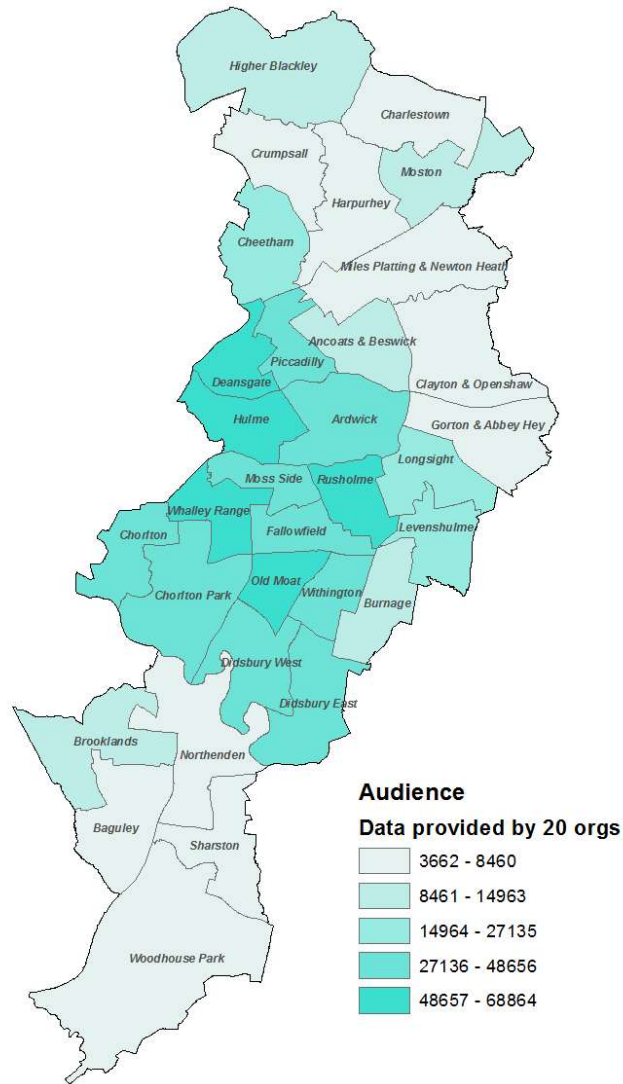 Higher Blackley
Charlestown
Crumpsall
Moston
Harpurhey
Cheetham
Miles Platting & Newton Heath
Ancoats & Beswick
Piccadilly
Deansgate
Clayton & Openshaw
Hulme
Ardwick
Gorton & Abbey Hey
Longsight
Moss Side
Rusholme
Whalley Range
Levenshulme
Chorlton
Fallowfield
Old Moat
Chorlton Park
Withington
Burnage
Didsbury West
Didsbury East
Brooklands
Northenden
Baguley
Sharston
Woodhouse Park
Audience
Data provided by 20 orgs
3662 - 8460
8461 - 14963
14964 - 27135
27136 - 48656
48657 - 68864